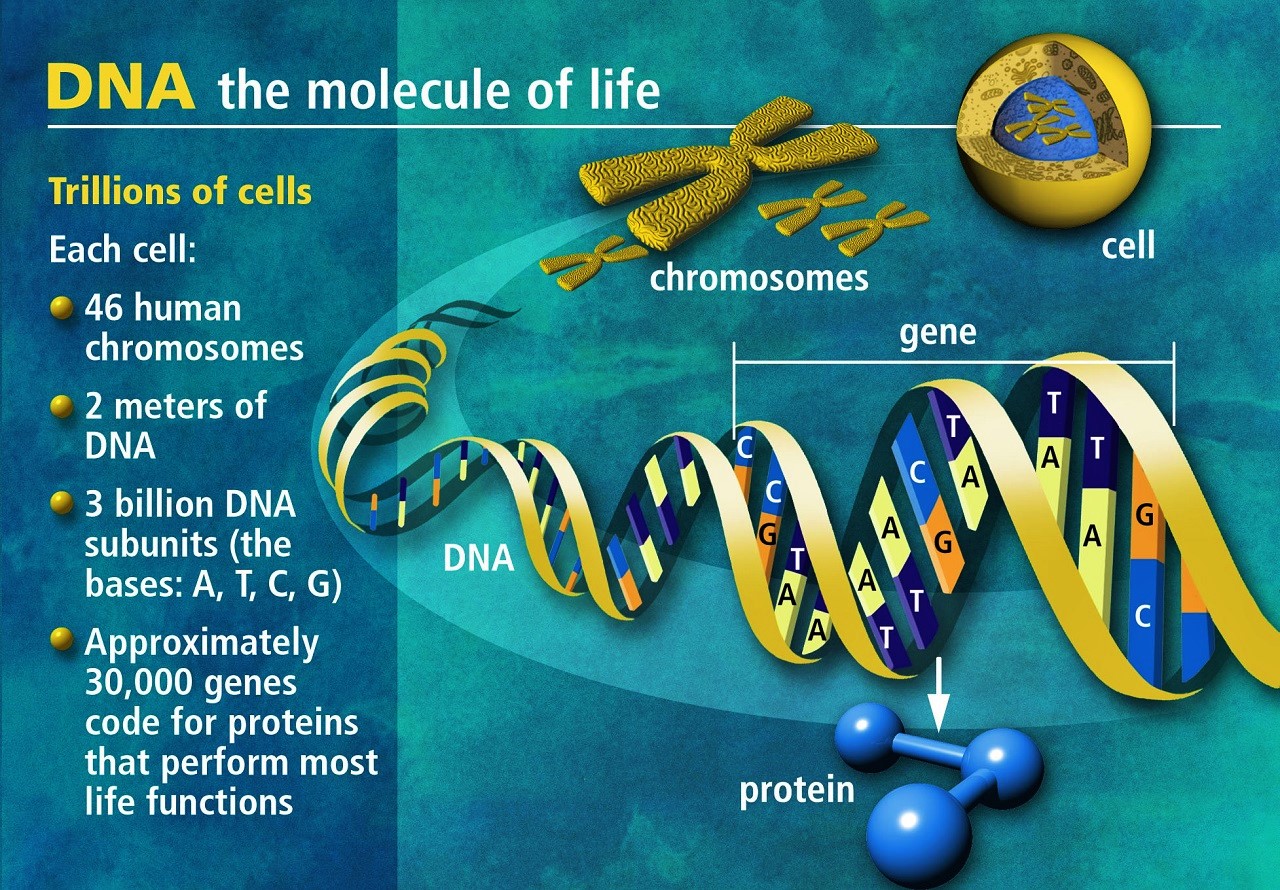 DNA the molecule of life
Trillions of cells
Each cell:
46 human
chromosomes
2 meters of
DNA
3 billion DNA
subunits (the
bases: A, T, C, G)
Approximately
30,000 genes
code for proteins
that perform most
life functions
chromosomes
cell
gene
DNA
C
C
G
T
A
A
A
T
A
T
C
G
T
A
T
A
T
A
G
C
protein